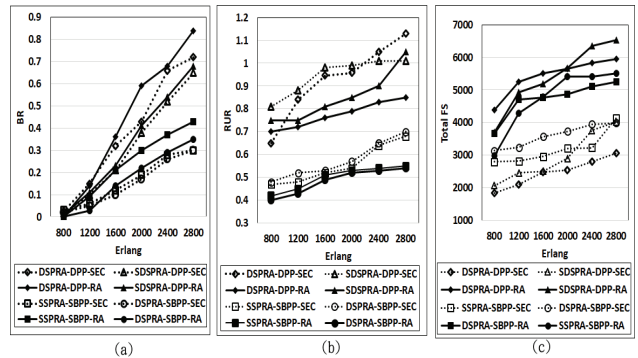 BR
0.9
0.8
0.7
0.6
0.5
0.4
0.3
0.2
0.1
0
800 1200 1600 2000 2400 2800
Erlang
DSPRA-DPP-SEC SDSPRA-DPP-SEC
DSPRA-DPP-RA SDSPRA-DPP-RA
SSPRA-SBPP-SEC DSPRA-SBPP-SEC
SSPRA-SBPP-RA DSPRA-SBPP-RA
(a)
RUR
1.2
1.1
1
0.9
0.8
0.7
0.6
0.5
0.4
0.3
800 1200 1600 2000 2400 2800
Erlang
DSPRA-DPP-SEC SDSPRA-DPP-SEC
DSPRA-DPP-RA SDSPRA-DPP-RA
SSPRA-SBPP-SEC DSPRA-SBPP-SEC
SSPRA-SBPP-RA DSPRA-SBPP-RA
(b)
Total FS
7000
6000
5000
4000
3000
2000
1000
800 1200 1600 2000 2400 2800
Erlang
DSPRA-DPP-SEC SDSPRA-DPP-SEC
DSPRA-DPP-RA SDSPRA-DPP-RA
SSPRA-SBPP-SEC DSPRA-SBPP-SEC
DSPRA-SBPP-RA SSPRA-SBPP-RA
(c)